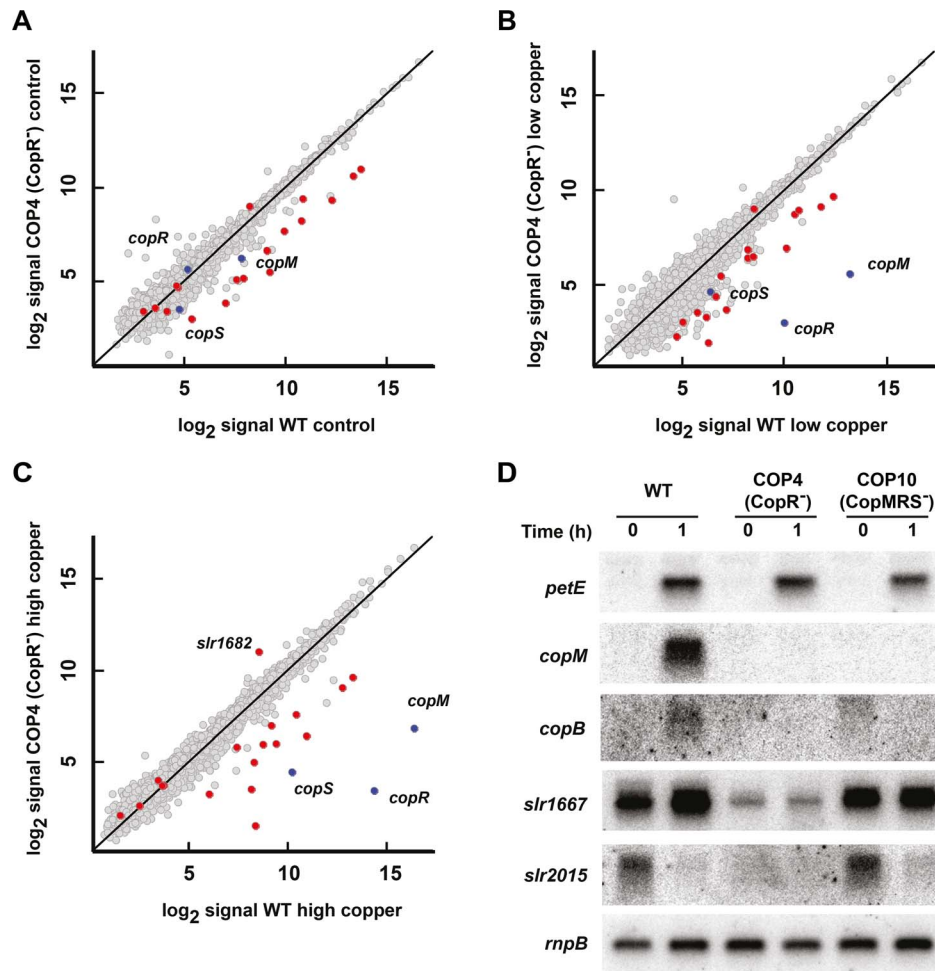 A
log2 signal COP4 (CopR-) control
15
10
5
copR
copM
copS
5 10 15
log2 signal WT control
B
log2 signal COP4 (CopR-) low copper
15
10
5
copM
copS
copR
5 10 15
log2 signal WT low copper
C
log2 signal COP4 (CopR-) high copper
15
10
5
slr1682
copM
copS
copR
5 10 15
log2 signal WT high copper
D
WT COP4 (CopR-) COP10 (CopMRS-)
Time (h) 0 1 0 1 0 1
petE
copM
copB
slr1667
slr2015
rnpB